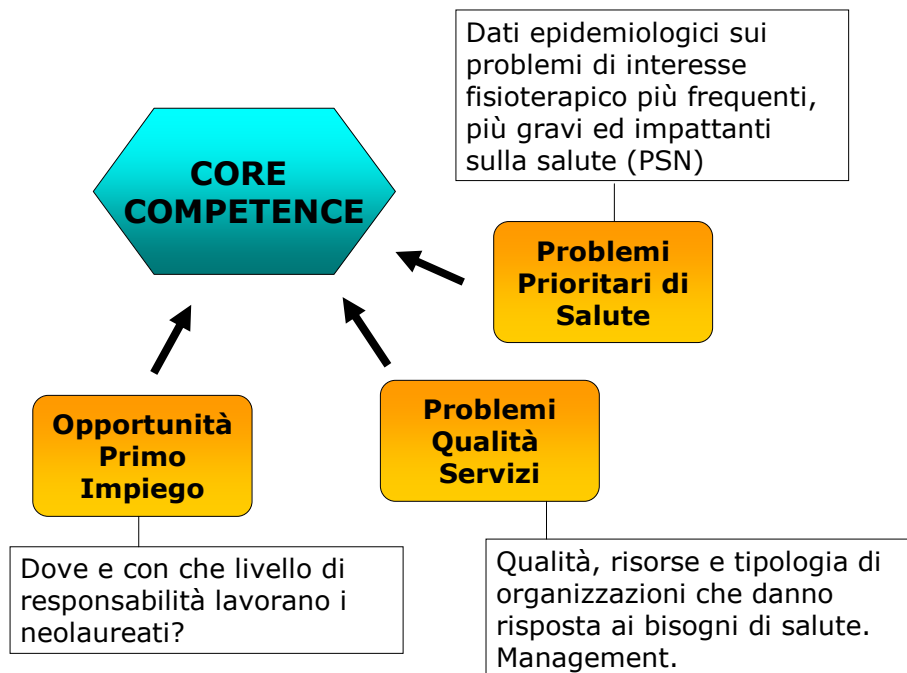 Dati epidemiologici sui
problemi di interesse
fisioterapico più frequenti,
più gravi ed impattanti
sulla salute (PSN)
CORE
COMPETENCE
Problemi
Prioritari di
Salute
Opportunità
Primo
Impiego
Problemi
Qualità
Servizi
Dove e con che livello di
responsabilità lavorano i
neolaureati?
Qualità, risorse e tipologia di
organizzazioni che danno
risposta ai bisogni di salute.
Management.